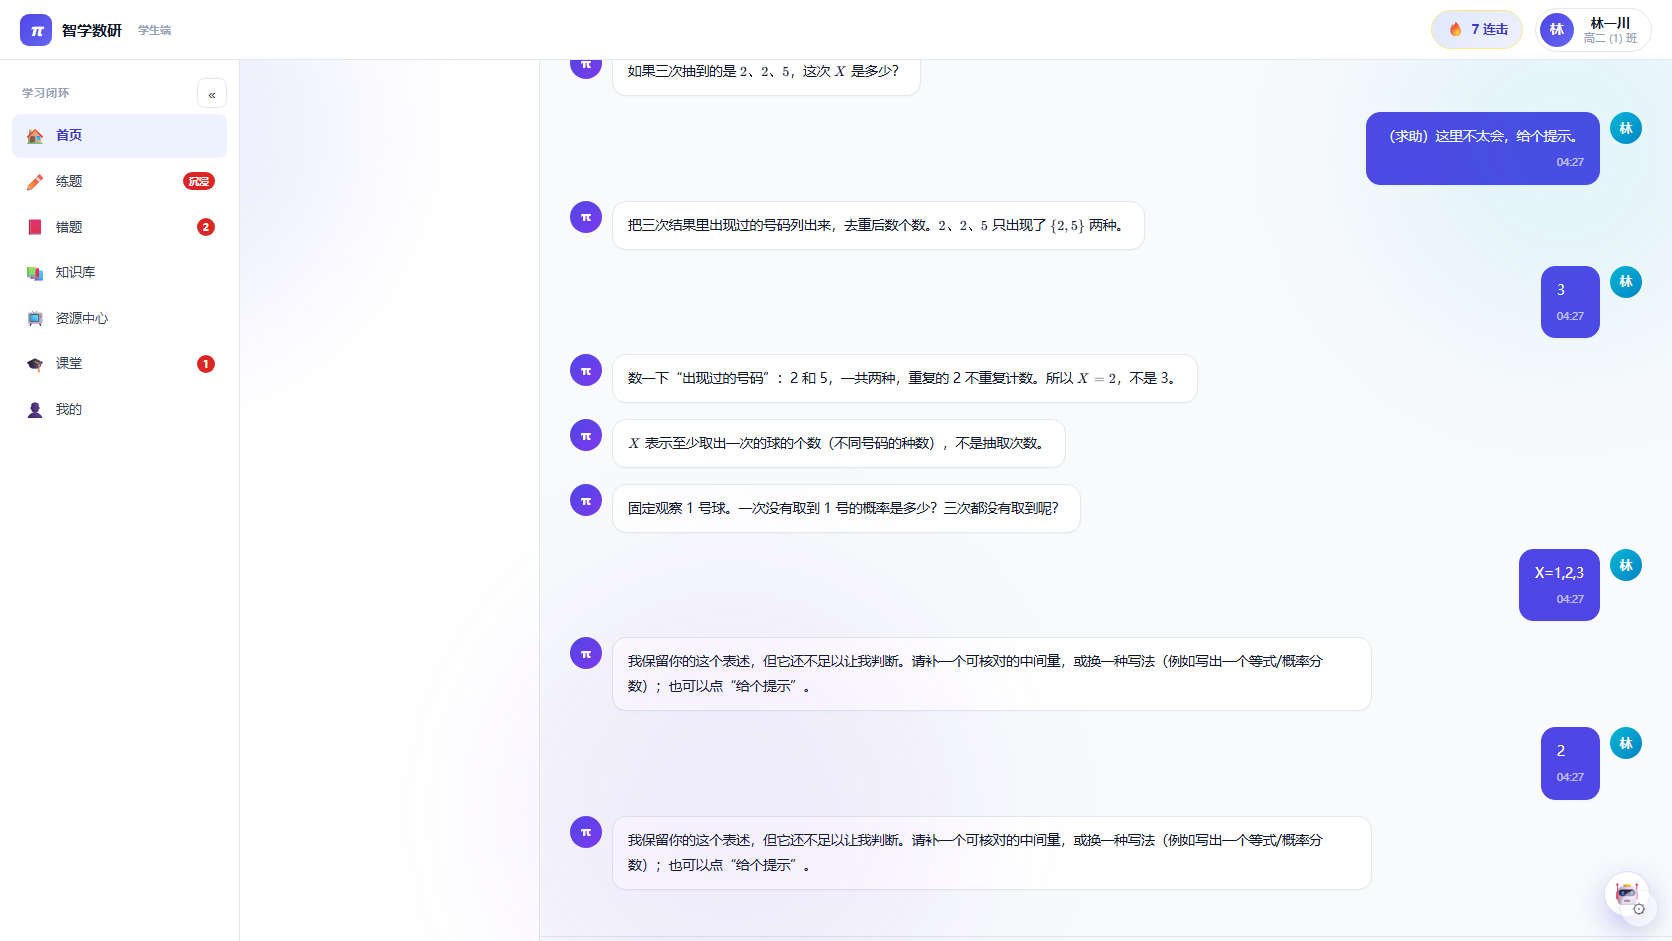 π 智学数研 学生端
🔥 7 连击
林 林一川
高二 (1) 班
学习闭环 «
首页
练题 沉浸
错题 2
知识库
资源中心
课堂 1
我的
π 如果三次抽到的是 2、2、5，这次 X 是多少？
（求助）这里不太会，给个提示。 林
04:27
π 把三次结果里出现过的号码列出来，去重后数个数。2、2、5 只出现了 {2, 5} 两种。
3 林
04:27
π 数一下“出现过的号码”：2 和 5，一共两种，重复的 2 不重复计数。所以 X = 2，不是 3。
π X 表示至少取出一次的球的个数（不同号码的种数），不是抽取次数。
π 固定观察 1 号球。一次没有取到 1 号的概率是多少？三次都没有取到呢？
X=1,2,3 林
04:27
π 我保留你的这个表述，但它还不足以让我判断。请补一个可核对的中间量，或换一种写法（例如写出一个等式/概率分
数）；也可以点“给个提示”。
2 林
04:27
π 我保留你的这个表述，但它还不足以让我判断。请补一个可核对的中间量，或换一种写法（例如写出一个等式/概率分
数）；也可以点“给个提示”。